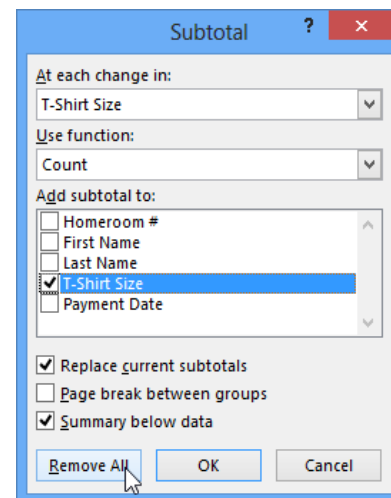 Subtotal ?
At each change in:
T-Shirt Size
Use function:
Count
Add subtotal to:
Homeroom #
First Name
Last Name
T-Shirt Size
Payment Date
Replace current subtotals
Page break between groups
Summary below data
Remove All OK Cancel